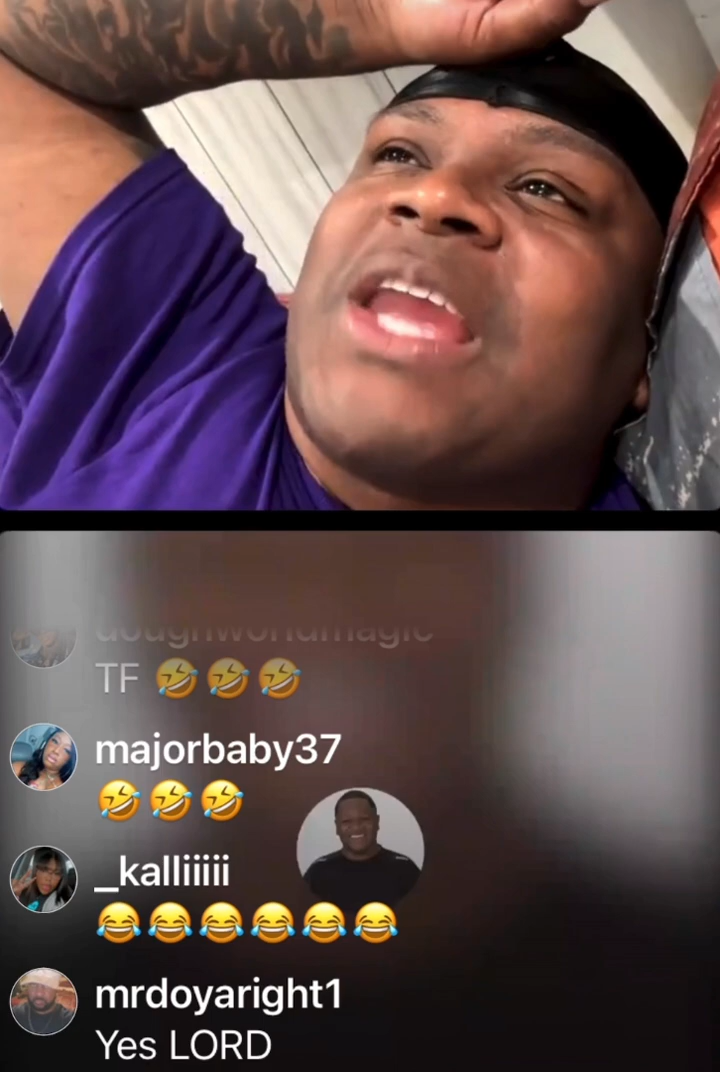 TF 🤣🤣🤣
majorbaby37
🤣🤣🤣
_kalliiiii
😂😂😂😂😂😂
mrdoyaright1
Yes LORD